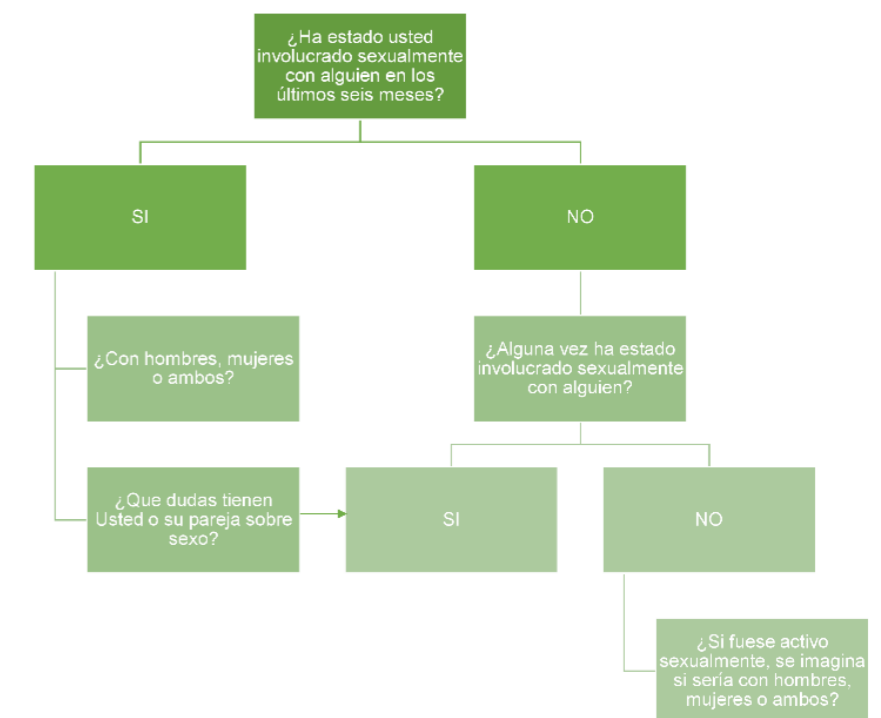 ¿Ha estado usted
involucrado sexualmente
con alguien en los
últimos seis meses?
SI
NO
¿Con hombres, mujeres
o ambos?
¿Alguna vez ha estado
involucrado sexualmente
con alguien?
¿Que dudas tienen
Usted o su pareja sobre
sexo?
SI
NO
¿Si fuese activo
sexualmente, se imagina
si sería con hombres,
mujeres o ambos?